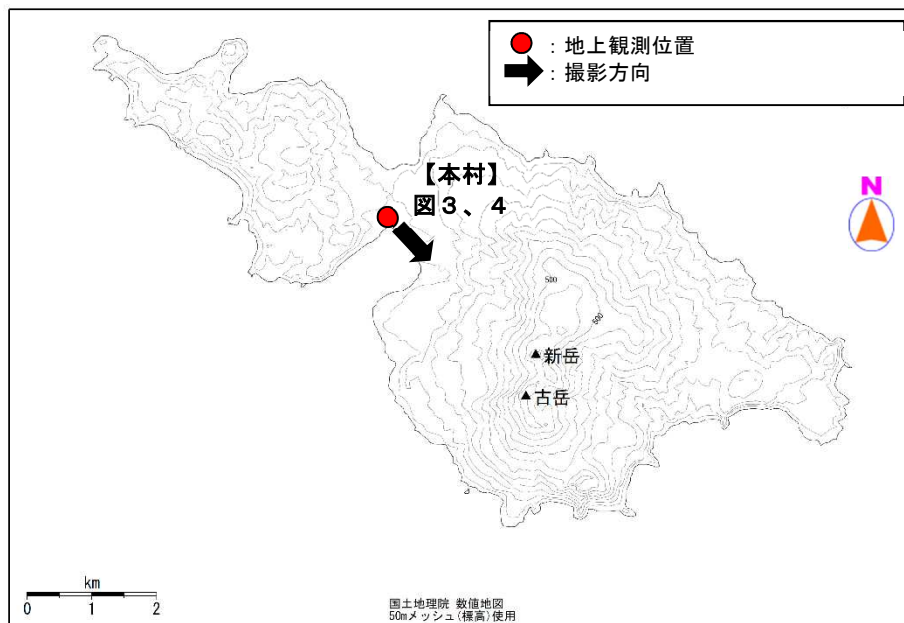 ：地上観測位置
：撮影方向
【本村】
図３、４
N
500
500
▲新岳
▲古岳
km
0 1 2
国土地理院 数値地図
50mメッシュ(標高)使用